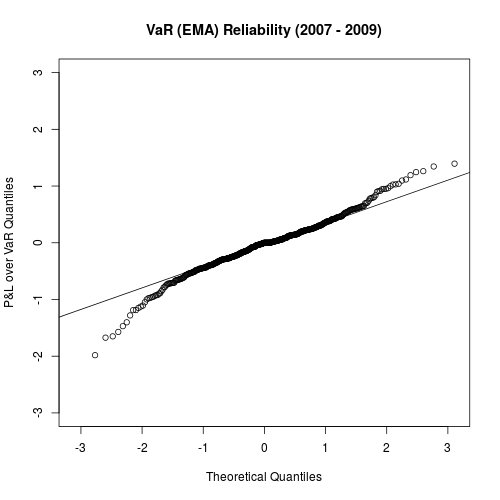 VaR (EMA) Reliability (2007 - 2009)
3
2
1
0
-1
-2
-3
P&L over VaR Quantiles
-3 -2 -1 0 1 2 3
Theoretical Quantiles